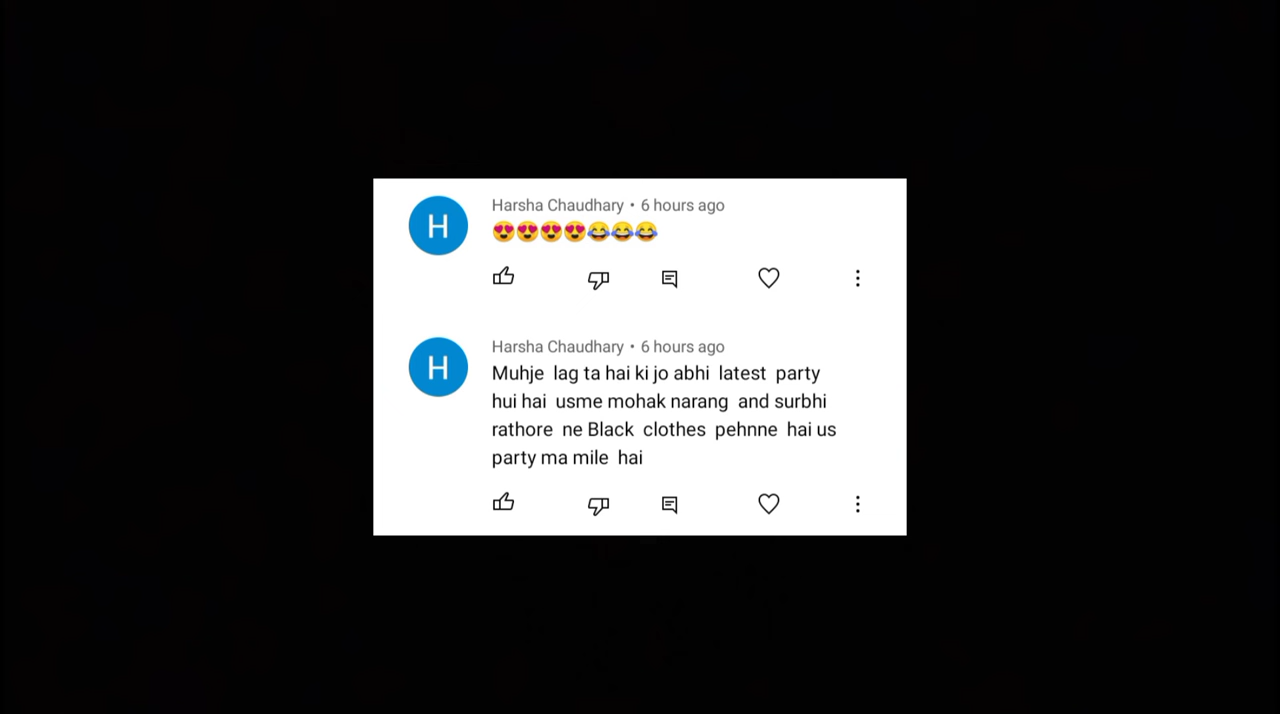 H
Harsha Chaudhary • 6 hours ago
😍😍😍😍😂😂😂
H
Harsha Chaudhary • 6 hours ago
Muhje lag ta hai ki jo abhi latest party
hui hai usme mohak narang and surbhi
rathore ne Black clothes pehnne hai us
party ma mile hai